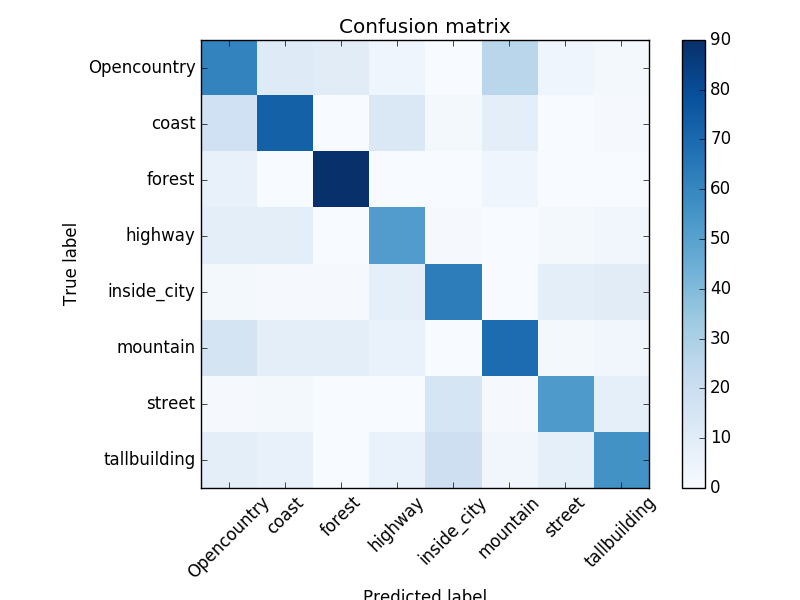 Confusion matrix
True label
Opencountry
coast
forest
highway
inside_city
mountain
street
tallbuilding
Opencountry
coast
forest
highway
inside_city
mountain
street
tallbuilding
Predicted label
90
80
70
60
50
40
30
20
10
0